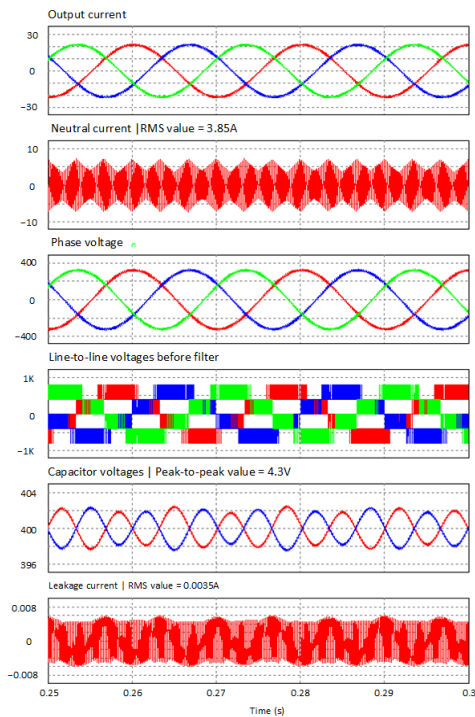 Output current
30
0
−30
Neutral current |RMS value = 3.85A
10
0
−10
Phase voltage
400
0
−400
Line-to-line voltages before filter
1K
0
−1K
Capacitor voltages | Peak-to-peak value = 4.3V
404
400
396
Leakage current | RMS value = 0.0035A
0.008
0
−0.008
0.25 0.26 0.27 0.28 0.29 0.3
Time (s)